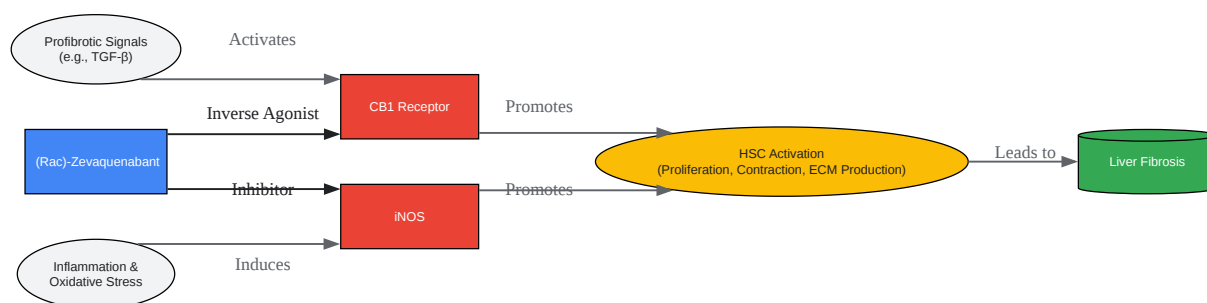 Profibrotic Signals
(e.g., TGF-β)
Activates
CB1 Receptor
Inverse Agonist
Promotes
(Rac)-Zevaquenabant
HSC Activation
(Proliferation, Contraction, ECM Production)
Leads to
Liver Fibrosis
Inhibitor
Promotes
iNOS
Inflammation &
Oxidative Stress
Induces